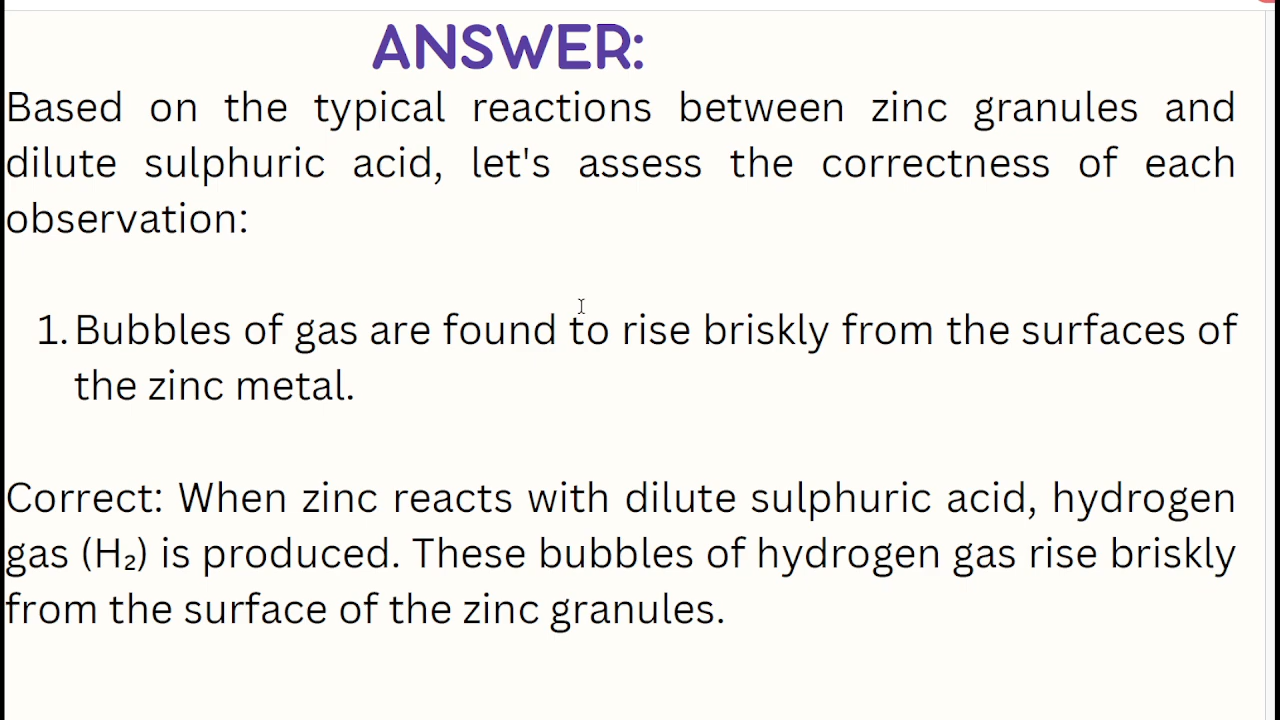 ANSWER:
Based on the typical reactions between zinc granules and
dilute sulphuric acid, let's assess the correctness of each
observation:
1. Bubbles of gas are found to rise briskly from the surfaces of
the zinc metal.
Correct: When zinc reacts with dilute sulphuric acid, hydrogen
gas (H₂) is produced. These bubbles of hydrogen gas rise briskly
from the surface of the zinc granules.